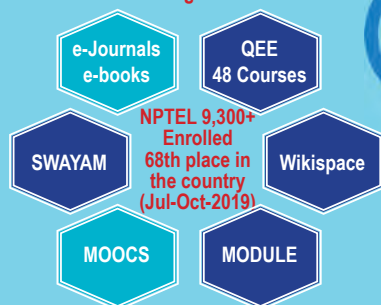 e-Journals
e-books
QEE
48 Courses
NPTEL 9,300+
Enrolled
68th place in
the country
(Jul-Oct-2019)
SWAYAM
Wikispace
MOOCS
MODULE